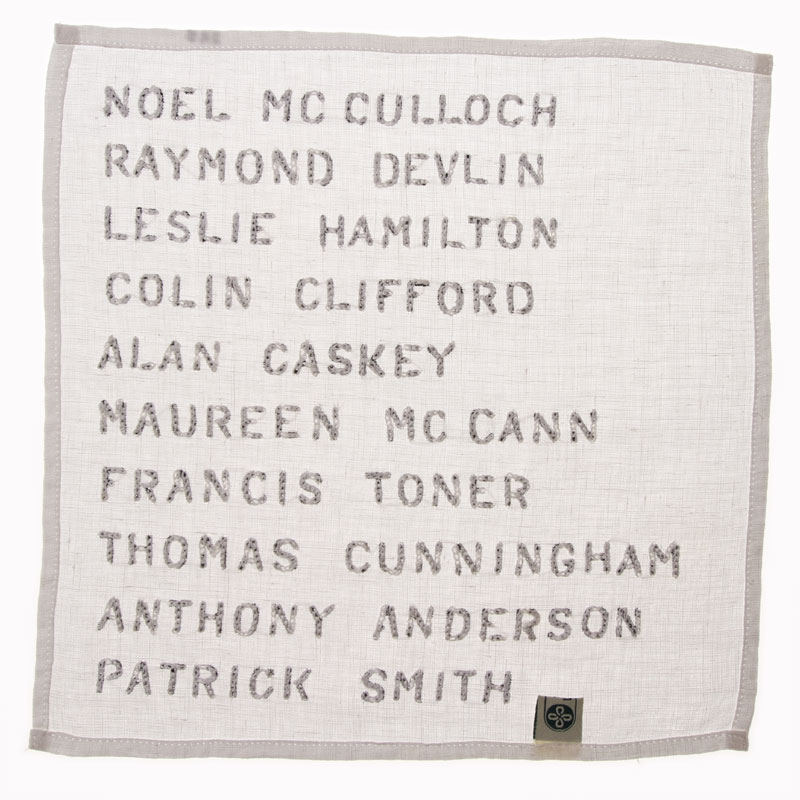 NOEL MC CULLOCH
RAYMOND DEVLIN
LESLIE HAMILTON
COLIN CLIFFORD
ALAN CASKEY
MAUREEN MC CANN
FRANCIS TONER
THOMAS CUNNINGHAM
ANTHONY ANDERSON
PATRICK SMITH